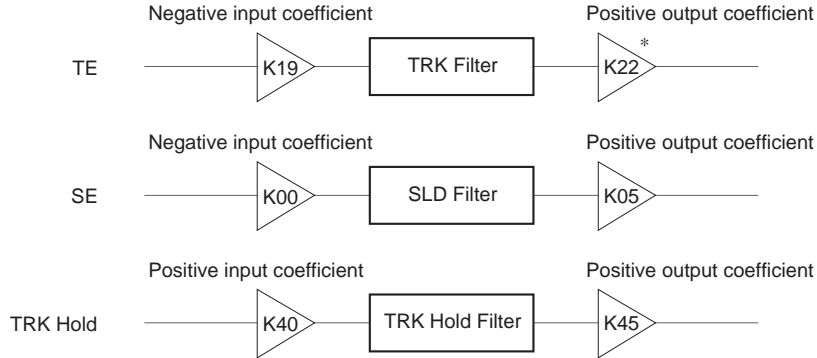 Negative input coefficient Positive output coefficient
TE K19 TRK Filter K22 *
Negative input coefficient Positive output coefficient
SE K00 SLD Filter K05
Positive input coefficient Positive output coefficient
TRK Hold K40 TRK Hold Filter K45